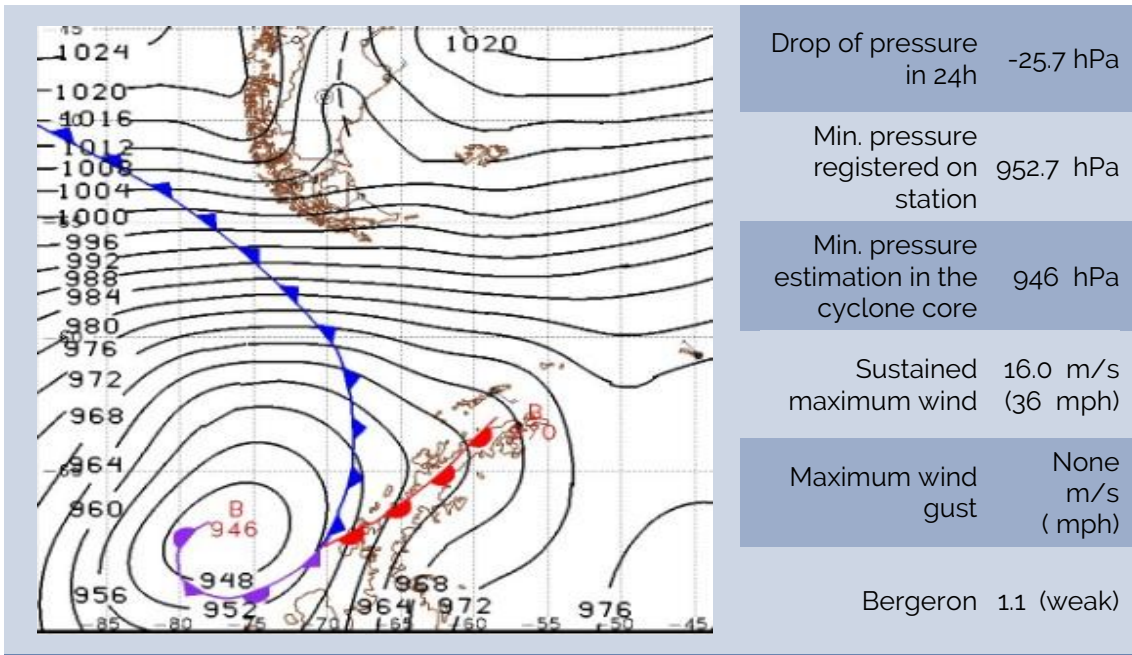 -45
1024
1020
1020
1016
1012
1008
1004
1000
996
992
988
984
980
-60
976
972
968
964
960
B
970
B
946
948
952
956
968
964
972
976
-85
-80
-75
-70
-65
-60
-55
-50
-45
Drop of pressure
in 24h
-25.7 hPa
Min. pressure
registered on
station
952.7 hPa
Min. pressure
estimation in the
cyclone core
946 hPa
Sustained
maximum wind
16.0 m/s
(36 mph)
Maximum wind
gust
None
m/s
( mph)
Bergeron
1.1 (weak)